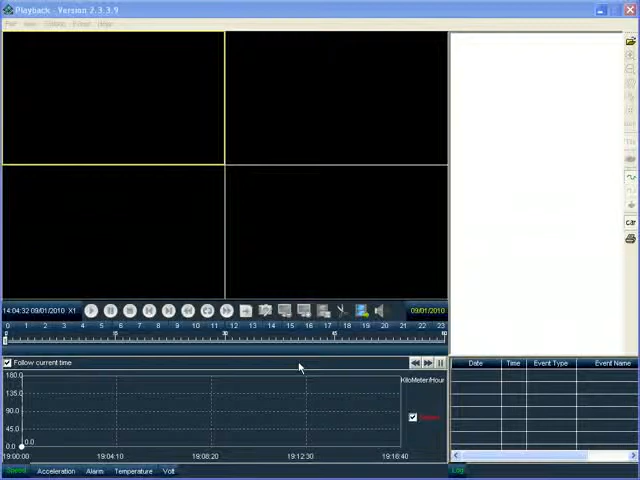 Playback - Version 2.3.3.9
14:04:32 09/01/2010 X1
09/01/2010
0 1 2 3 4 5 6 7 8 9 10 11 12 13 14 15 16 17 18 19 20 21 22 23
Follow current time
KiloMeter/Hour
180.0
135.0
90.0
45.0
0.0
0.0
19:00:00 19:04:10 19:08:20 19:12:30 19:16:40
Speed Acceleration Alarm Temperature Volt
car
Date Time Event Type Event Name
Log